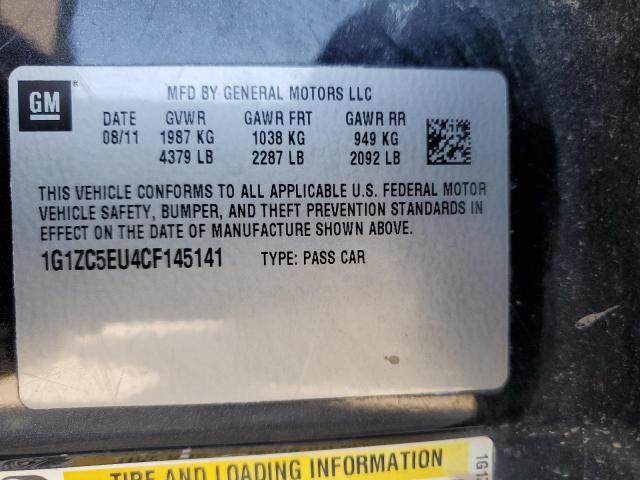 GM®
MFD BY GENERAL MOTORS LLC
DATE GVWR GAWR FRT GAWR RR
08/11 1987 KG 1038 KG 949 KG
4379 LB 2287 LB 2092 LB
THIS VEHICLE CONFORMS TO ALL APPLICABLE U.S. FEDERAL MOTOR
VEHICLE SAFETY, BUMPER, AND THEFT PREVENTION STANDARDS IN
EFFECT ON THE DATE OF MANUFACTURE SHOWN ABOVE.
1G1ZC5EU4CF145141 TYPE: PASS CAR
TIRE AND LOADING INFORMATION